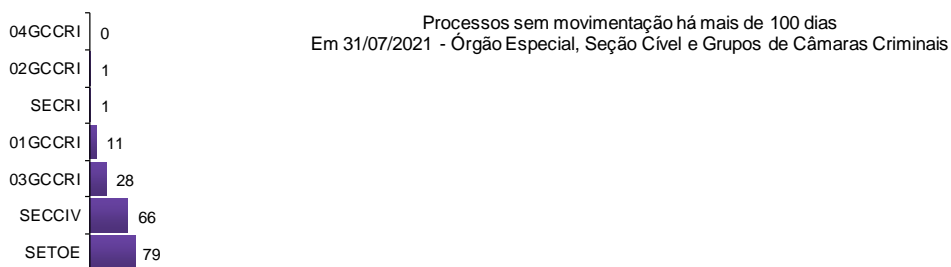 Processos sem movimentação há mais de 100 dias
Em 31/07/2021 - Órgão Especial, Seção Cível e Grupos de Câmaras Criminais
04GCCRI 0
02GCCRI 1
SECRI 1
01GCCRI 11
03GCCRI 28
SECCIV 66
SETOE 79